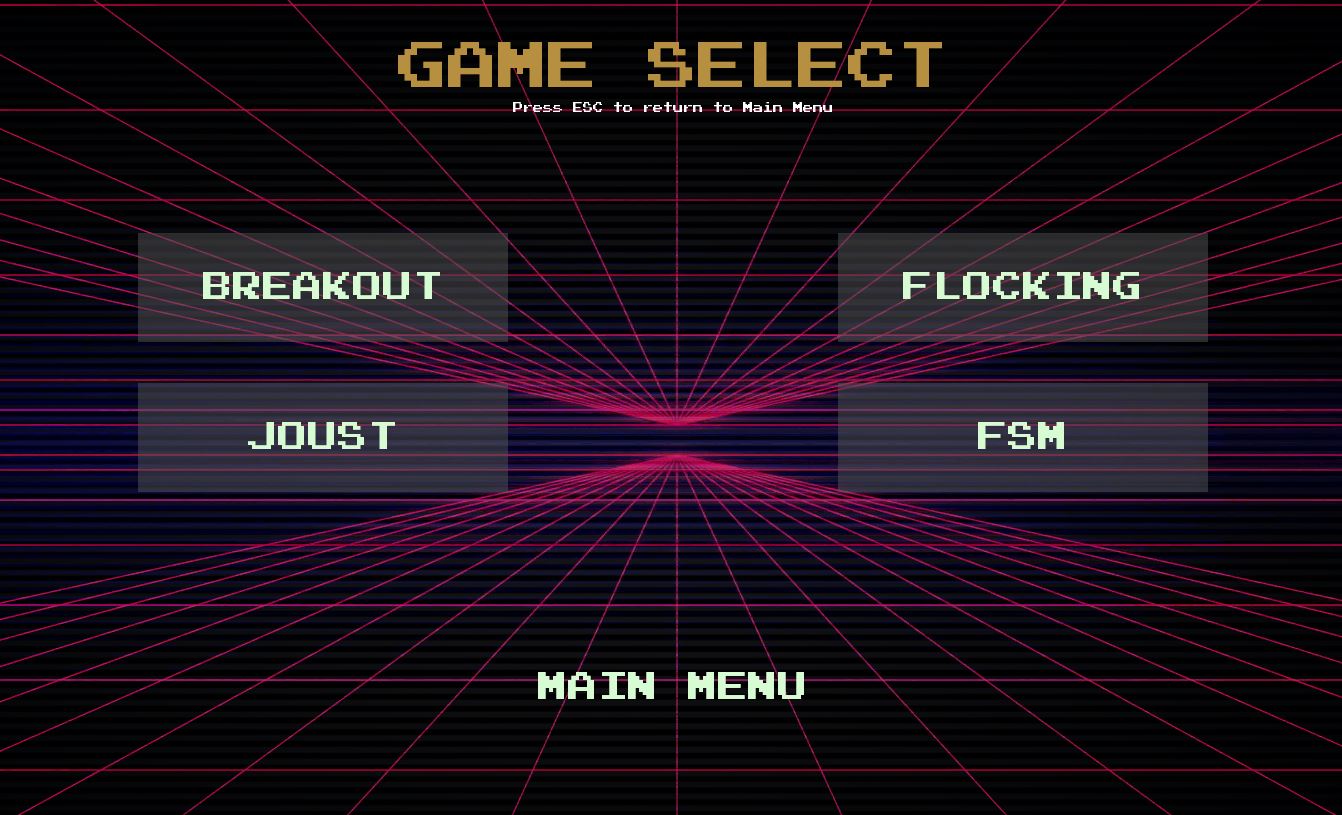 GAME SELECT
Press ESC to return to Main Menu
BREAKOUT
FLOCKING
JOUST
FSM
MAIN MENU